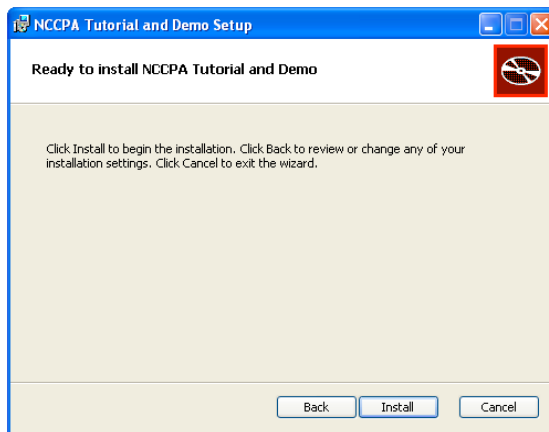 NCCPA Tutorial and Demo Setup
Ready to install NCCPA Tutorial and Demo
Click Install to begin the installation. Click Back to review or change any of your
installation settings. Click Cancel to exit the wizard.
Back Install Cancel